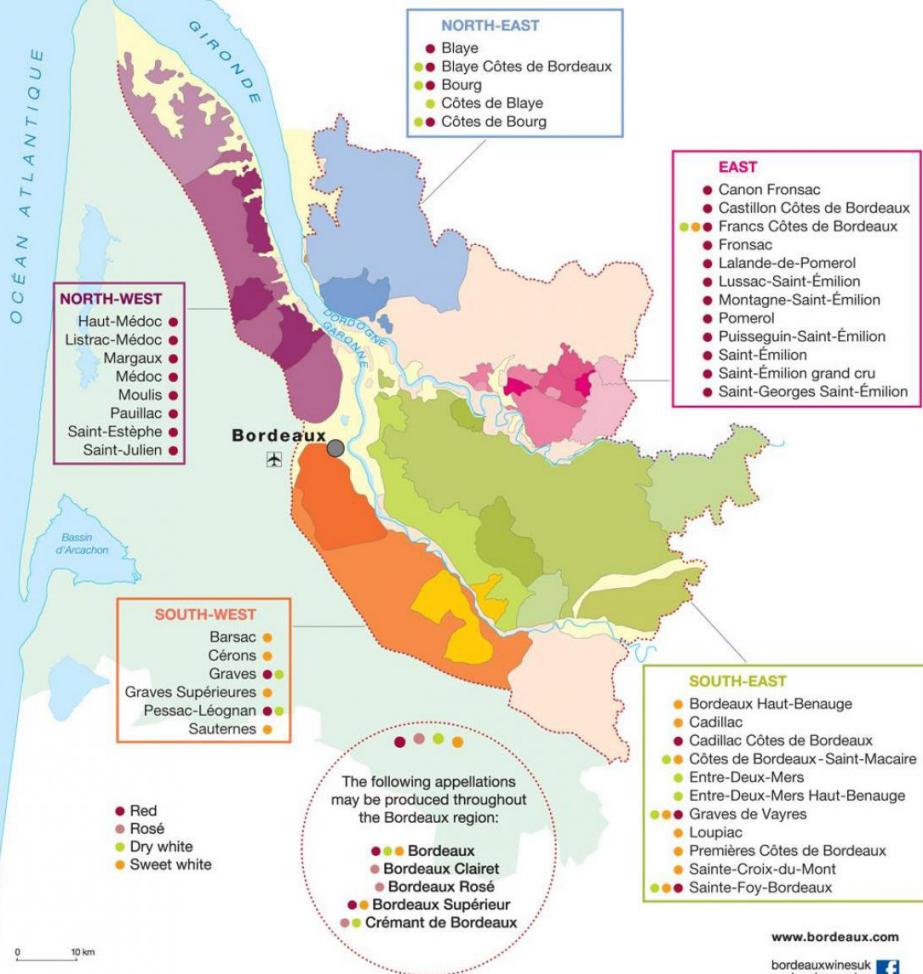 OCÉAN ATLANTIQUE
GIRONDE
NORTH-EAST
Blaye
Blaye Côtes de Bordeaux
Bourg
Côtes de Blaye
Côtes de Bourg
EAST
Canon Fronsac
Castillon Côtes de Bordeaux
Francs Côtes de Bordeaux
Fronsac
Lalande-de-Pomerol
Lussac-Saint-Émilion
Montagne-Saint-Émilion
Pomerol
Puisseguin-Saint-Émilion
Saint-Émilion
Saint-Émilion grand cru
Saint-Georges Saint-Émilion
NORTH-WEST
Haut-Médoc
Listrac-Médoc
Margaux
Médoc
Moulis
Pauillac
Saint-Estèphe
Saint-Julien
DORDOGNE
GARONNE
Bordeaux
Bassin
d'Arcachon
SOUTH-WEST
Barsac
Cérons
Graves
Graves Supérieures
Pessac-Léognan
Sauternes
SOUTH-EAST
Bordeaux Haut-Benauge
Cadillac
Cadillac Côtes de Bordeaux
Côtes de Bordeaux-Saint-Macaire
Entre-Deux-Mers
Entre-Deux-Mers Haut-Benauge
Graves de Vayres
Loupiac
Premières Côtes de Bordeaux
Sainte-Croix-du-Mont
Sainte-Foy-Bordeaux
The following appellations
may be produced throughout
the Bordeaux region:
Bordeaux
Bordeaux Clairet
Bordeaux Rosé
Bordeaux Supérieur
Crémant de Bordeaux
Red
Rosé
Dry white
Sweet white
0 10 km
www.bordeaux.com
bordeauxwinesuk